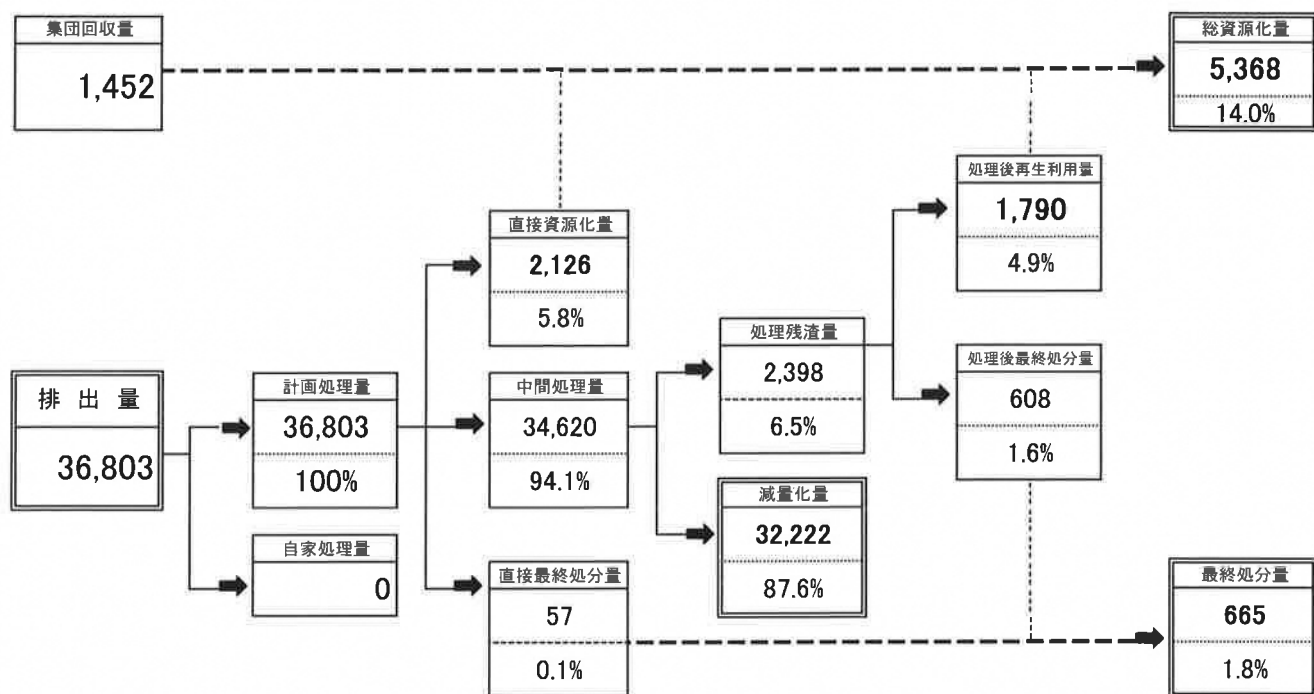 集団回収量
1,452
総資源化量
5,368
14.0%
処理後再生利用量
1,790
4.9%
直接資源化量
2,126
5.8%
処理残渣量
2,398
6.5%
処理後最終処分量
608
1.6%
排出量
36,803
計画処理量
36,803
100%
中間処理量
34,620
94.1%
減量化量
32,222
87.6%
自家処理量
0
直接最終処分量
57
0.1%
最終処分量
665
1.8%